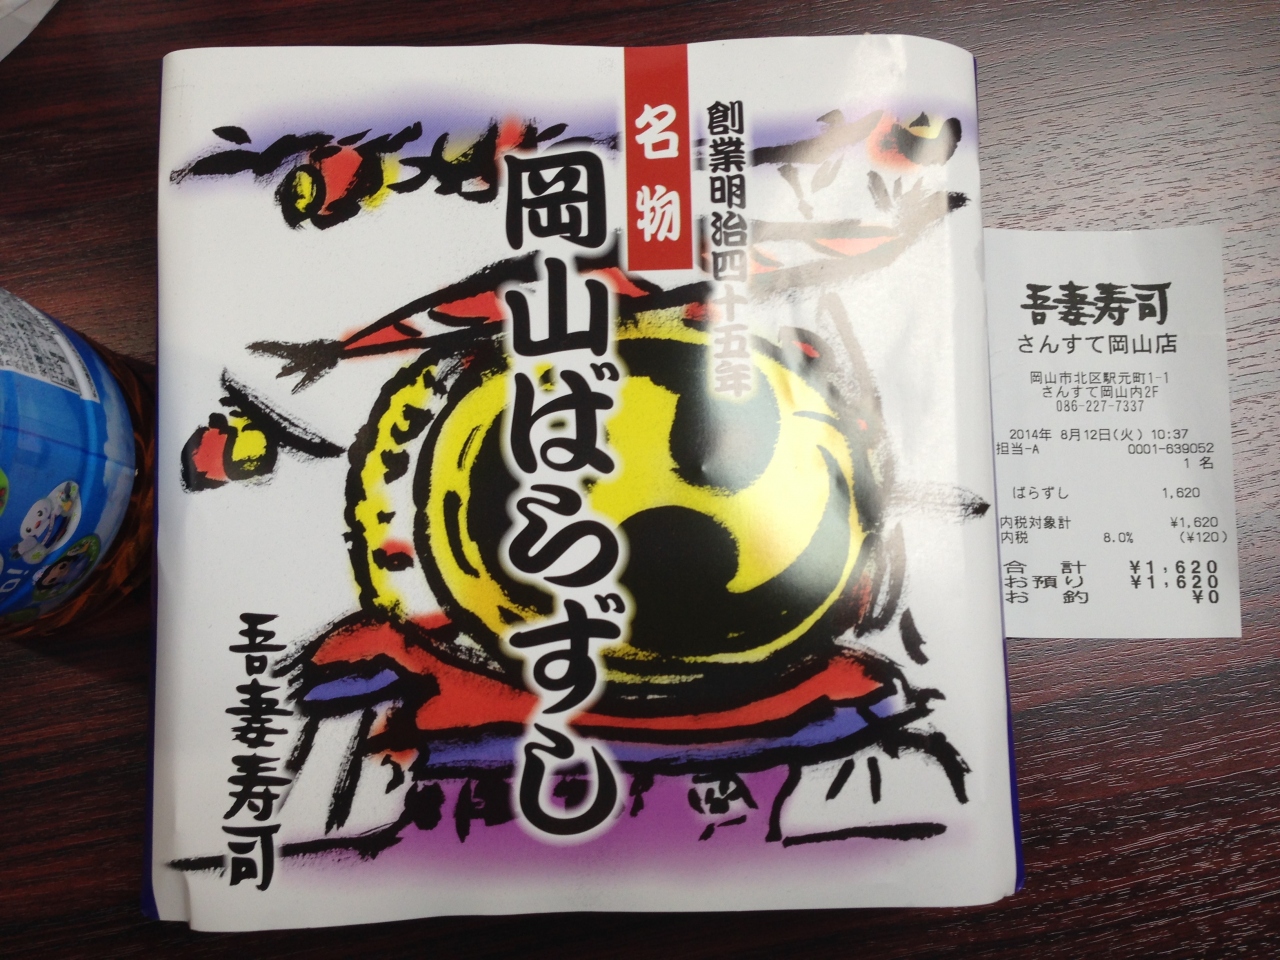 名物
創業明治四十五年
岡山ばらずし
吾妻寿司
吾妻寿司
さんすて岡山店
岡山市北区駅元町1-1
さんすて岡山内2F
086-227-7337
2014年 8月12日(火) 10:37
担当-A 0001-639052
1 名
ばらずし 1,620
内税対象計 ¥1,620
内税 8.0% (¥120)
合 計 ¥1,620
お預り ¥1,620
お 釣 ¥0